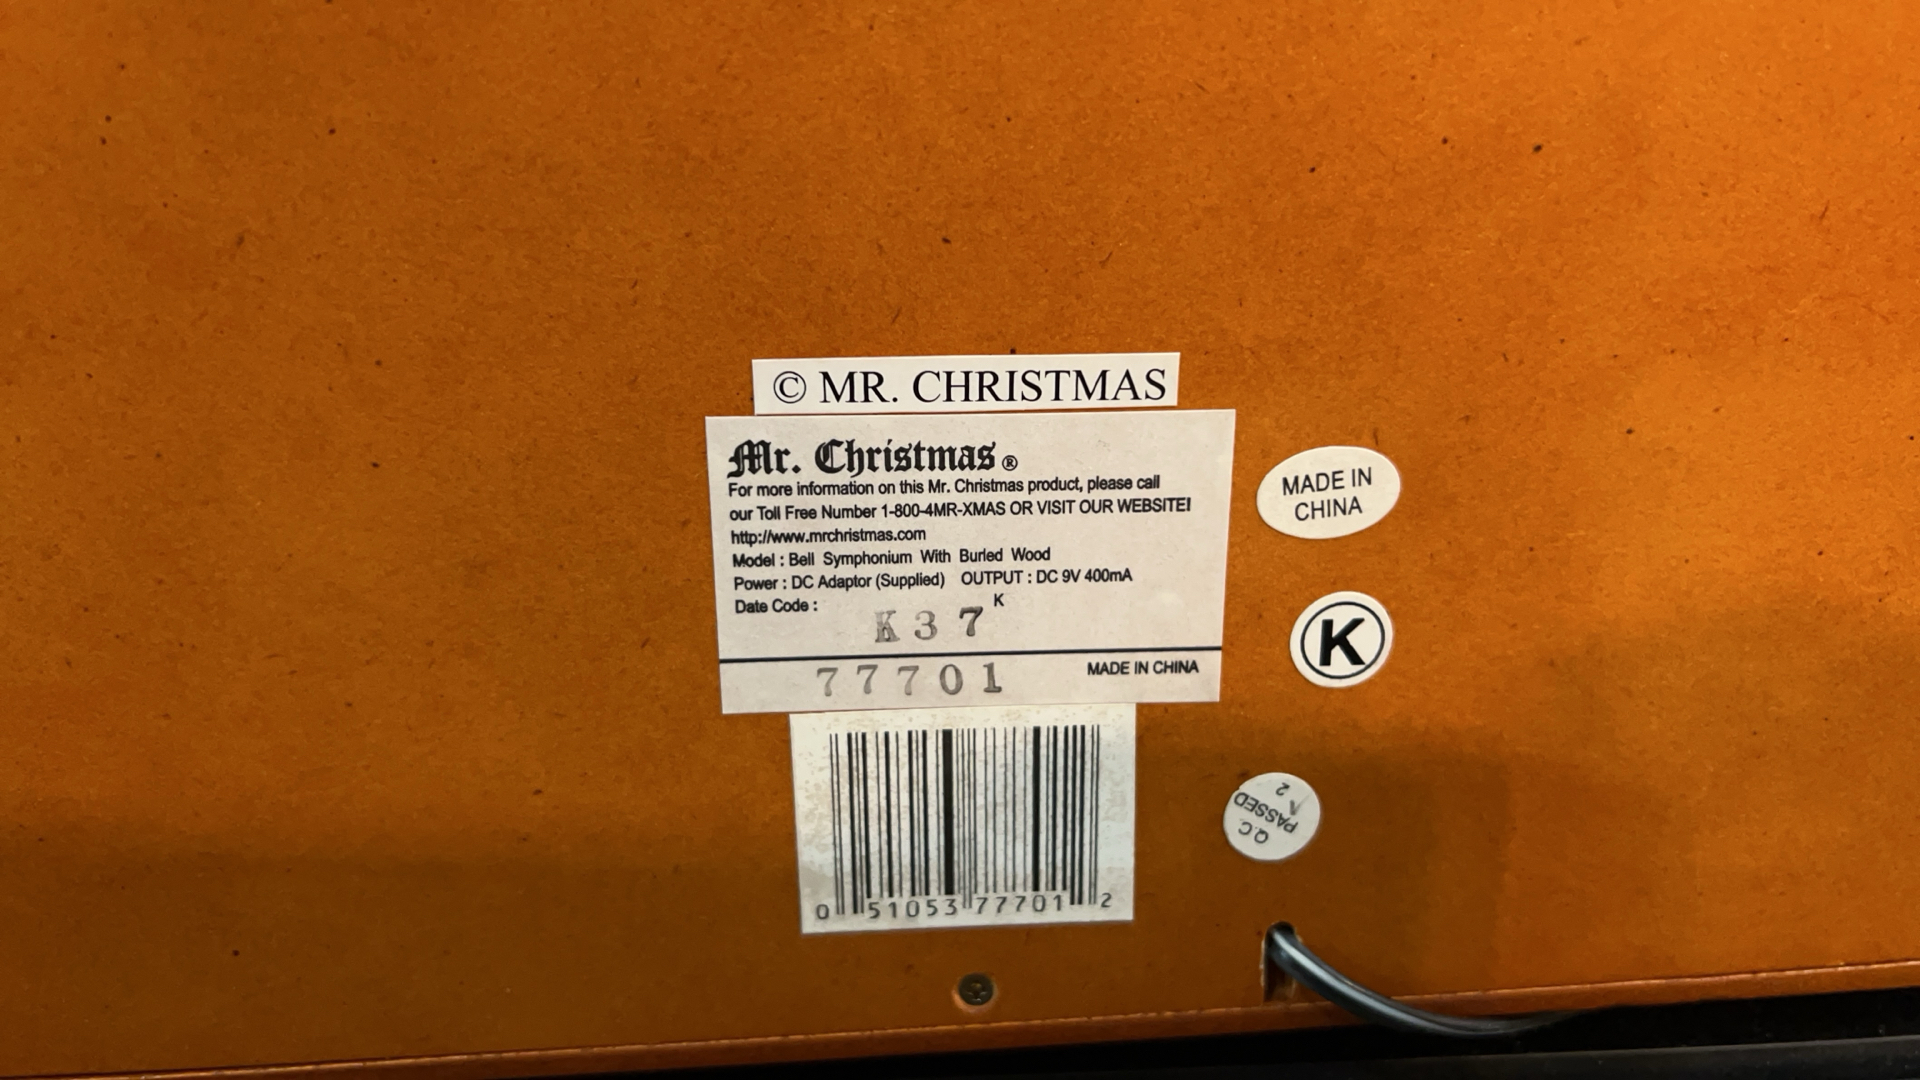 © MR. CHRISTMAS
Mr. Christmas®
For more information on this Mr. Christmas product, please call
our Toll Free Number 1-800-4MR-XMAS OR VISIT OUR WEBSITE!
http://www.mrchristmas.com
Model : Bell Symphonium With Burled Wood
Power : DC Adaptor (Supplied) OUTPUT : DC 9V 400mA
Date Code : K
K37
77701 MADE IN CHINA
0 51053 77701 2
MADE IN
CHINA
K
Q.C.
PASSED
2